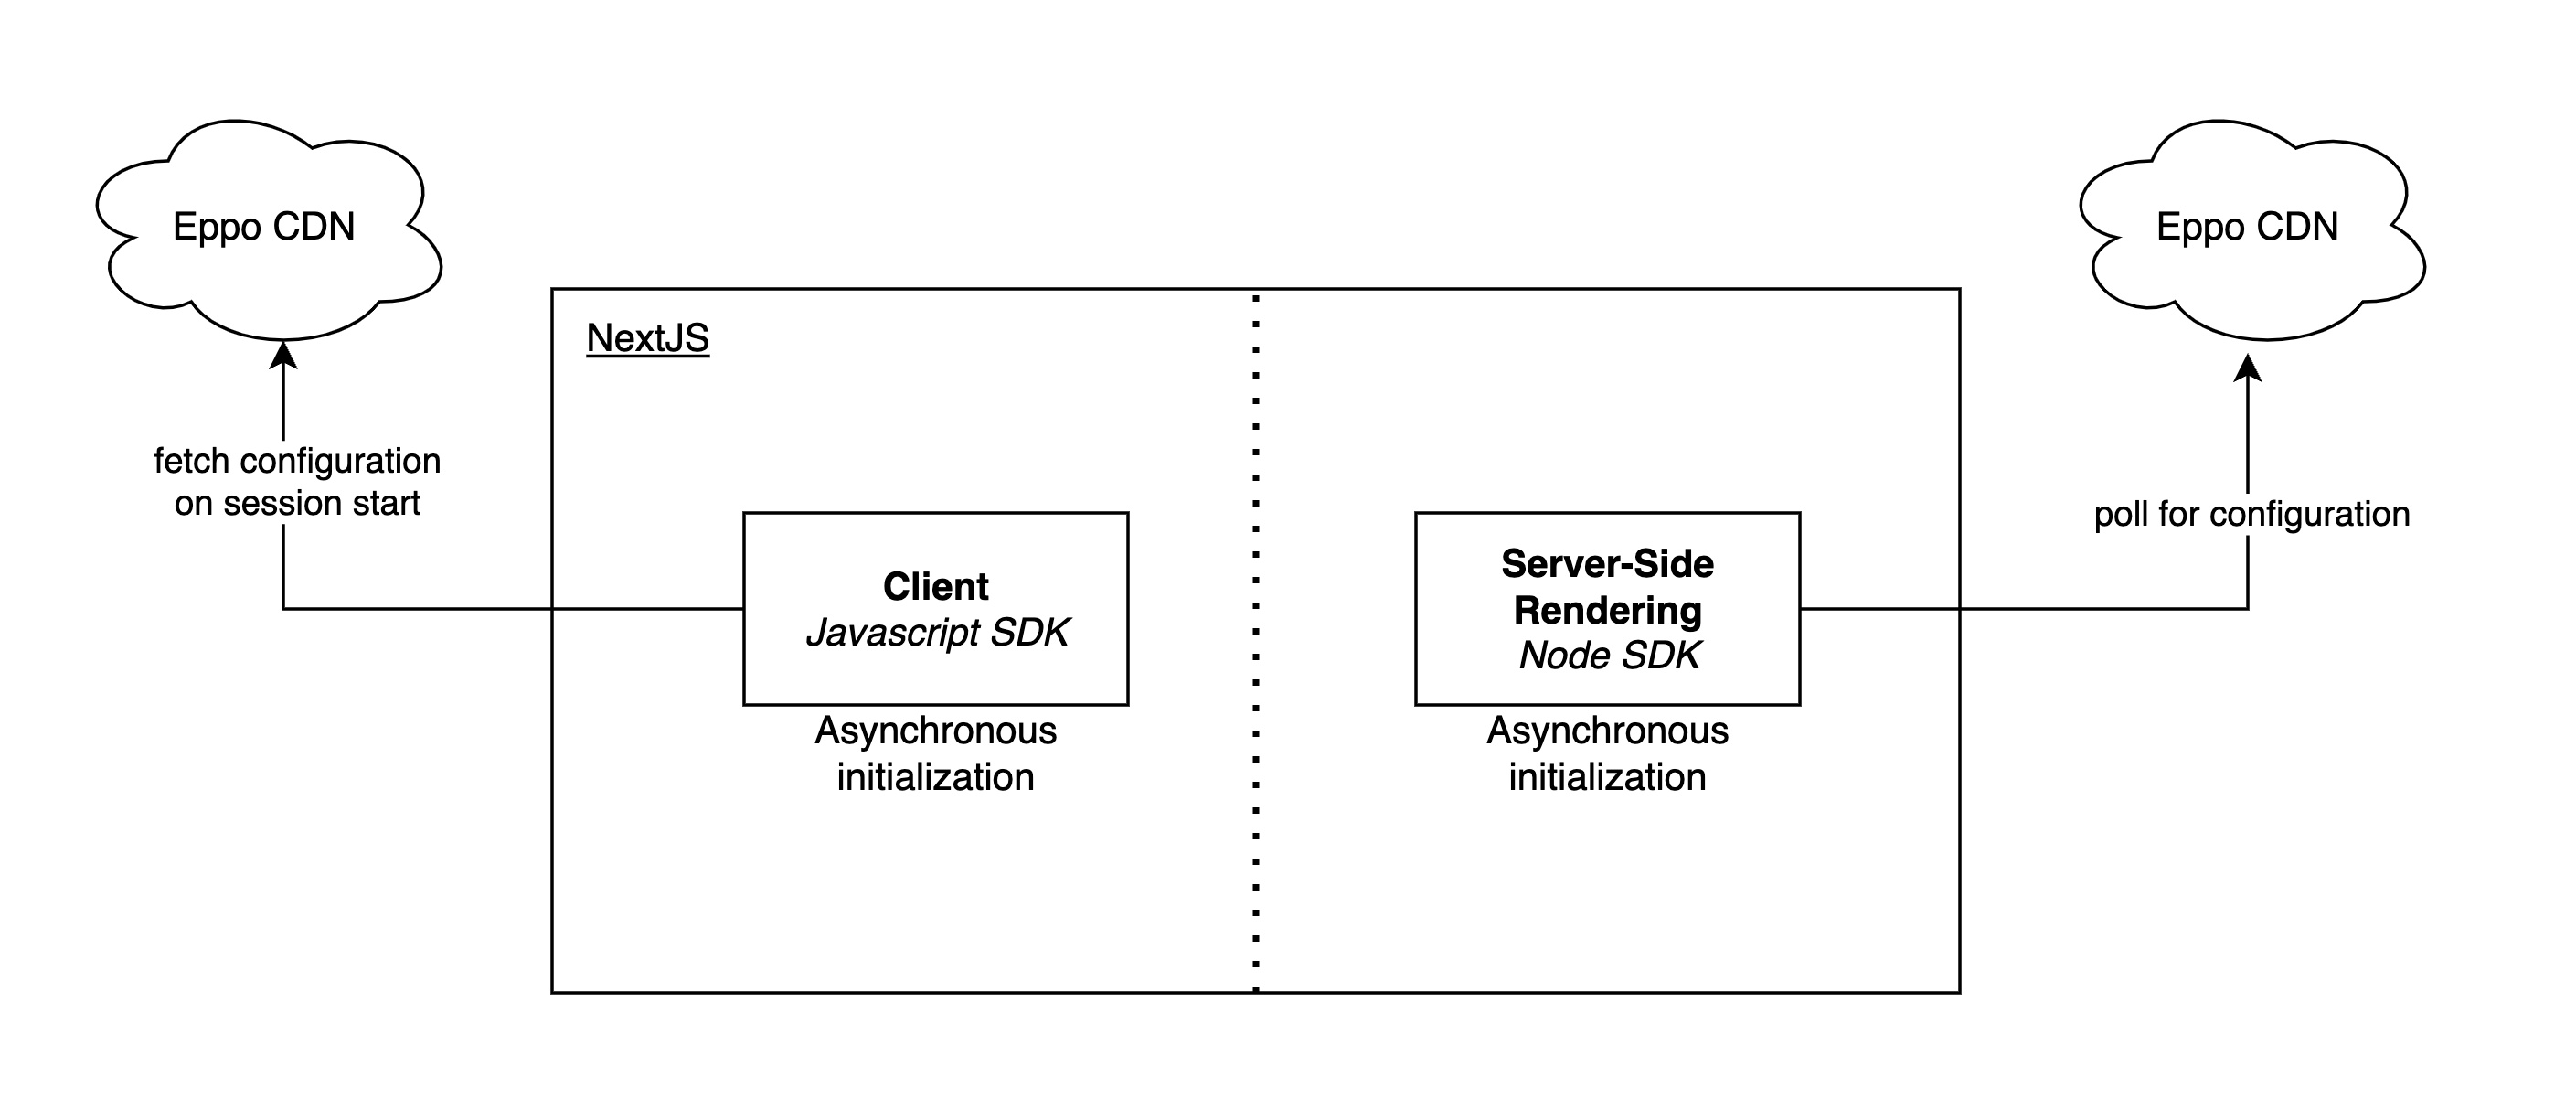 Eppo CDN
Eppo CDN
NextJS
fetch configuration
on session start
poll for configuration
Client
Javascript SDK
Asynchronous
initialization
Server-Side
Rendering
Node SDK
Asynchronous
initialization